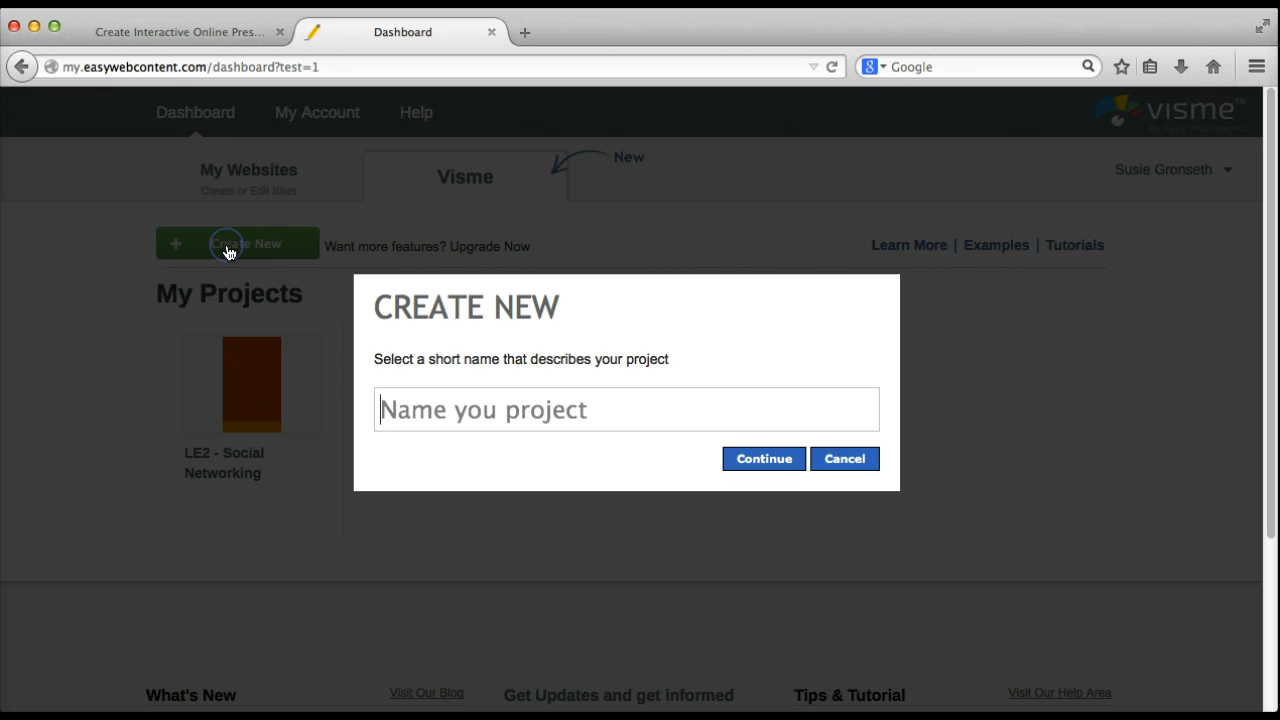 Create Interactive Online Pres...
Dashboard
my.easywebcontent.com/dashboard?test=1
Google
Dashboard
My Account
Help
visme™
My Websites
Create or Edit Sites
Visme
New
Susie Gronseth
+ Create New
Want more features? Upgrade Now
Learn More | Examples | Tutorials
My Projects
LE2 - Social
Networking
CREATE NEW
Select a short name that describes your project
Name you project
Continue
Cancel
What's New
Visit Our Blog
Get Updates and get informed
Tips & Tutorial
Visit Our Help Area